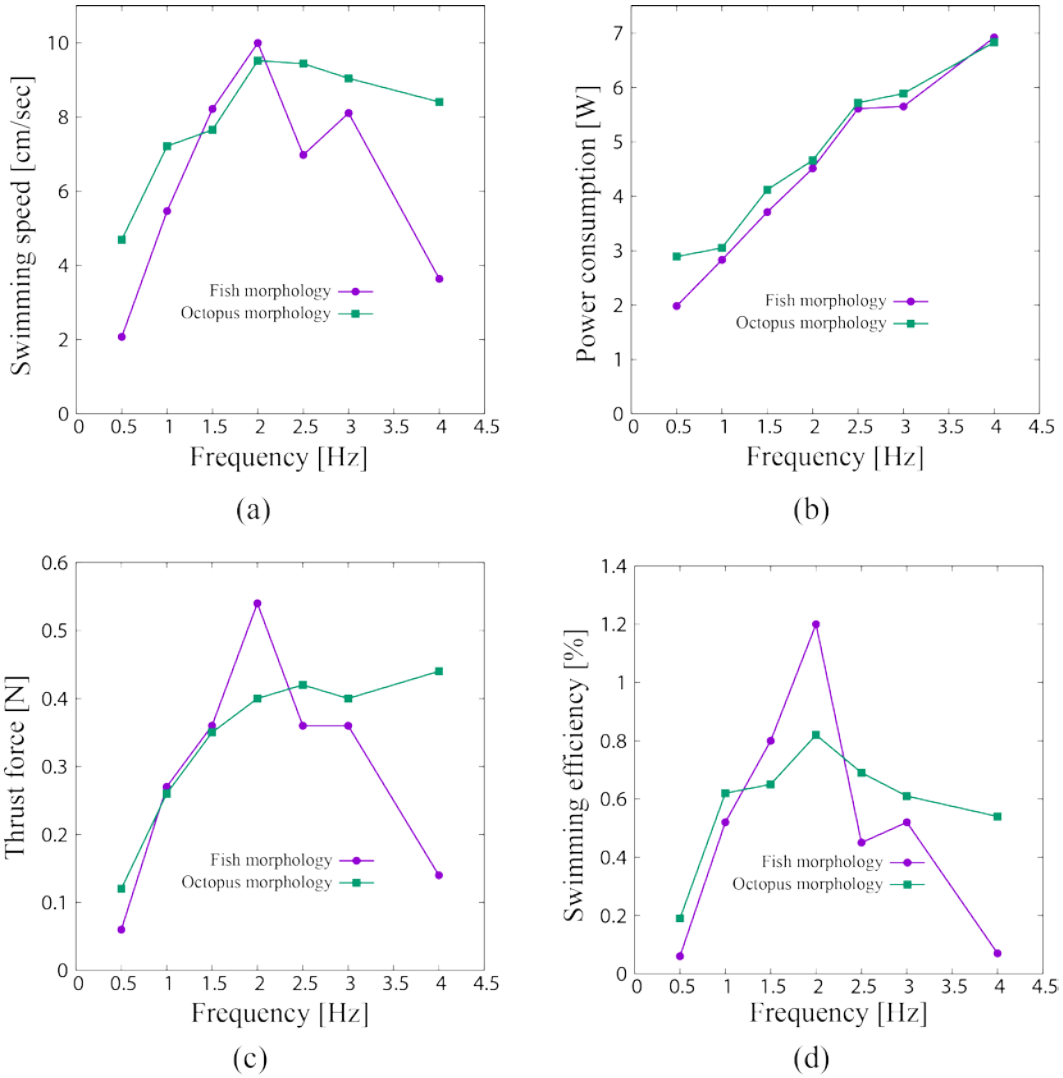 Swimming speed [cm/sec]
10
8
6
4
2
0
Fish morphology
Octopus morphology
0 0.5 1 1.5 2 2.5 3 3.5 4 4.5
Frequency [Hz]
(a)
Power consumption [W]
7
6
5
4
3
2
1
0
Fish morphology
Octopus morphology
0 0.5 1 1.5 2 2.5 3 3.5 4 4.5
Frequency [Hz]
(b)
Thrust force [N]
0.6
0.5
0.4
0.3
0.2
0.1
0
Fish morphology
Octopus morphology
0 0.5 1 1.5 2 2.5 3 3.5 4 4.5
Frequency [Hz]
(c)
Swimming efficiency [%]
1.4
1.2
1
0.8
0.6
0.4
0.2
0
Fish morphology
Octopus morphology
0 0.5 1 1.5 2 2.5 3 3.5 4 4.5
Frequency [Hz]
(d)